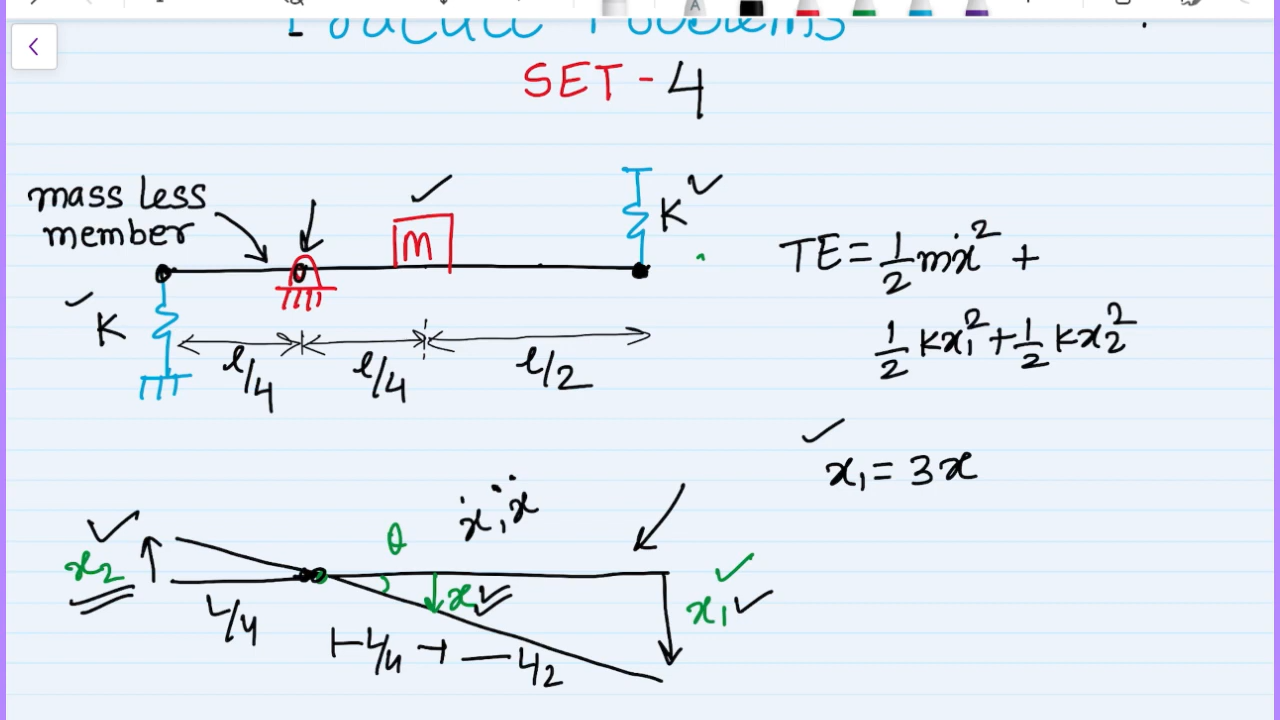 Problems
SET - 4
mass less
member
m
K
K
l/4
l/4
l/2
TE = 1/2 mẋ² +
1/2 Kx₁² + 1/2 Kx₂²
x₁ = 3x
θ
ẋ, ẍ
x₂
x
x₁
L/4
L/4
L/2